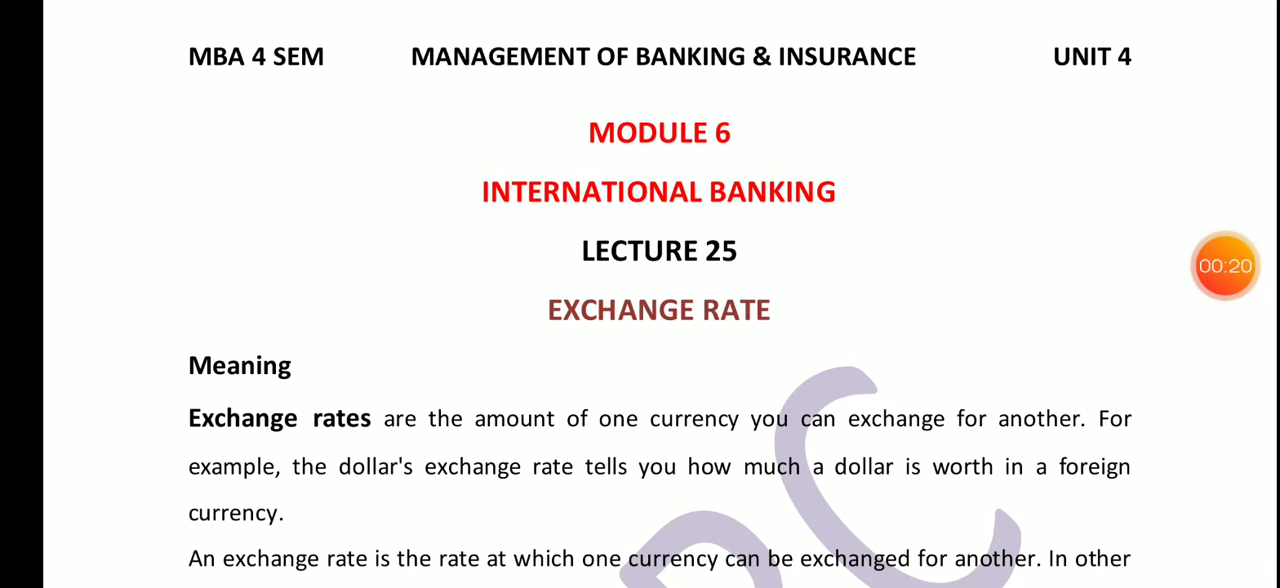 MBA 4 SEM MANAGEMENT OF BANKING & INSURANCE UNIT 4
MODULE 6
INTERNATIONAL BANKING
LECTURE 25
EXCHANGE RATE
00:20
Meaning
Exchange rates are the amount of one currency you can exchange for another. For
example, the dollar's exchange rate tells you how much a dollar is worth in a foreign
currency.
An exchange rate is the rate at which one currency can be exchanged for another. In other